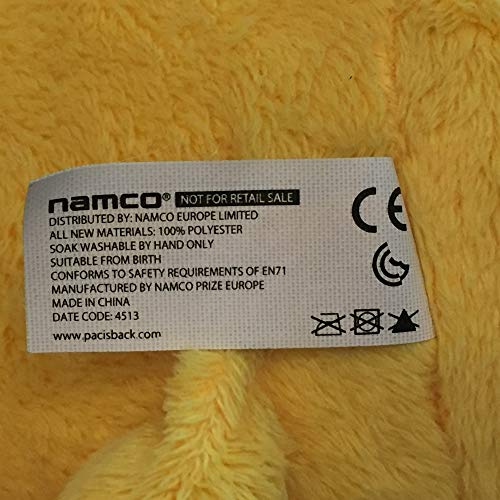 namco® NOT FOR RETAIL SALE
DISTRIBUTED BY: NAMCO EUROPE LIMITED
ALL NEW MATERIALS: 100% POLYESTER
SOAK WASHABLE BY HAND ONLY
SUITABLE FROM BIRTH
CONFORMS TO SAFETY REQUIREMENTS OF EN71
MANUFACTURED BY NAMCO PRIZE EUROPE
MADE IN CHINA
DATE CODE: 4513
www.pacisback.com
CE